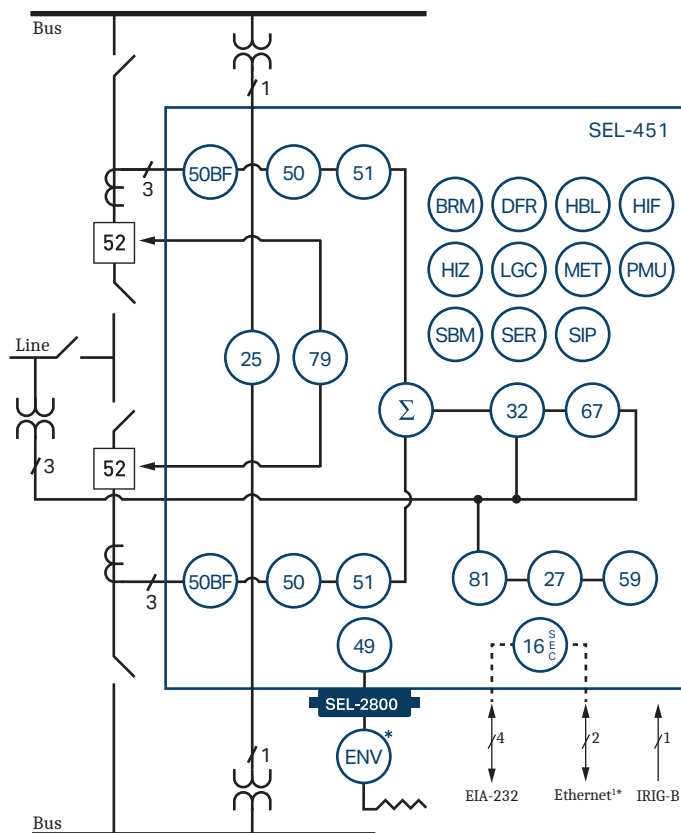 Bus
1
SEL-451
3
50BF
50
51
BRM
DFR
HBL
HIF
52
HIZ
LGC
MET
PMU
SBM
SER
SIP
Line
25
79
Σ
32
67
3
52
3
50BF
50
51
81
27
59
49
16 SEC
SEL-2800
1
ENV*
4
2
1
EIA-232
Ethernet¹*
IRIG-B
Bus